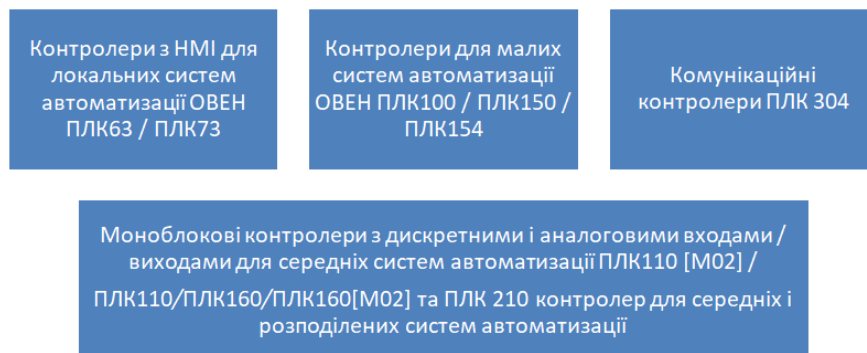 Контролери з HMI для
локальних систем
автоматизації ОВЕН
ПЛК63 / ПЛК73
Контролери для малих
систем автоматизації
ОВЕН ПЛК100 / ПЛК150 /
ПЛК154
Комунікаційні
контролери ПЛК 304
Моноблокові контролери з дискретними і аналоговими входами /
виходами для середніх систем автоматизації ПЛК110 [М02] /
ПЛК110/ПЛК160/ПЛК160[М02] та ПЛК 210 контролер для середніх і
розподілених систем автоматизації